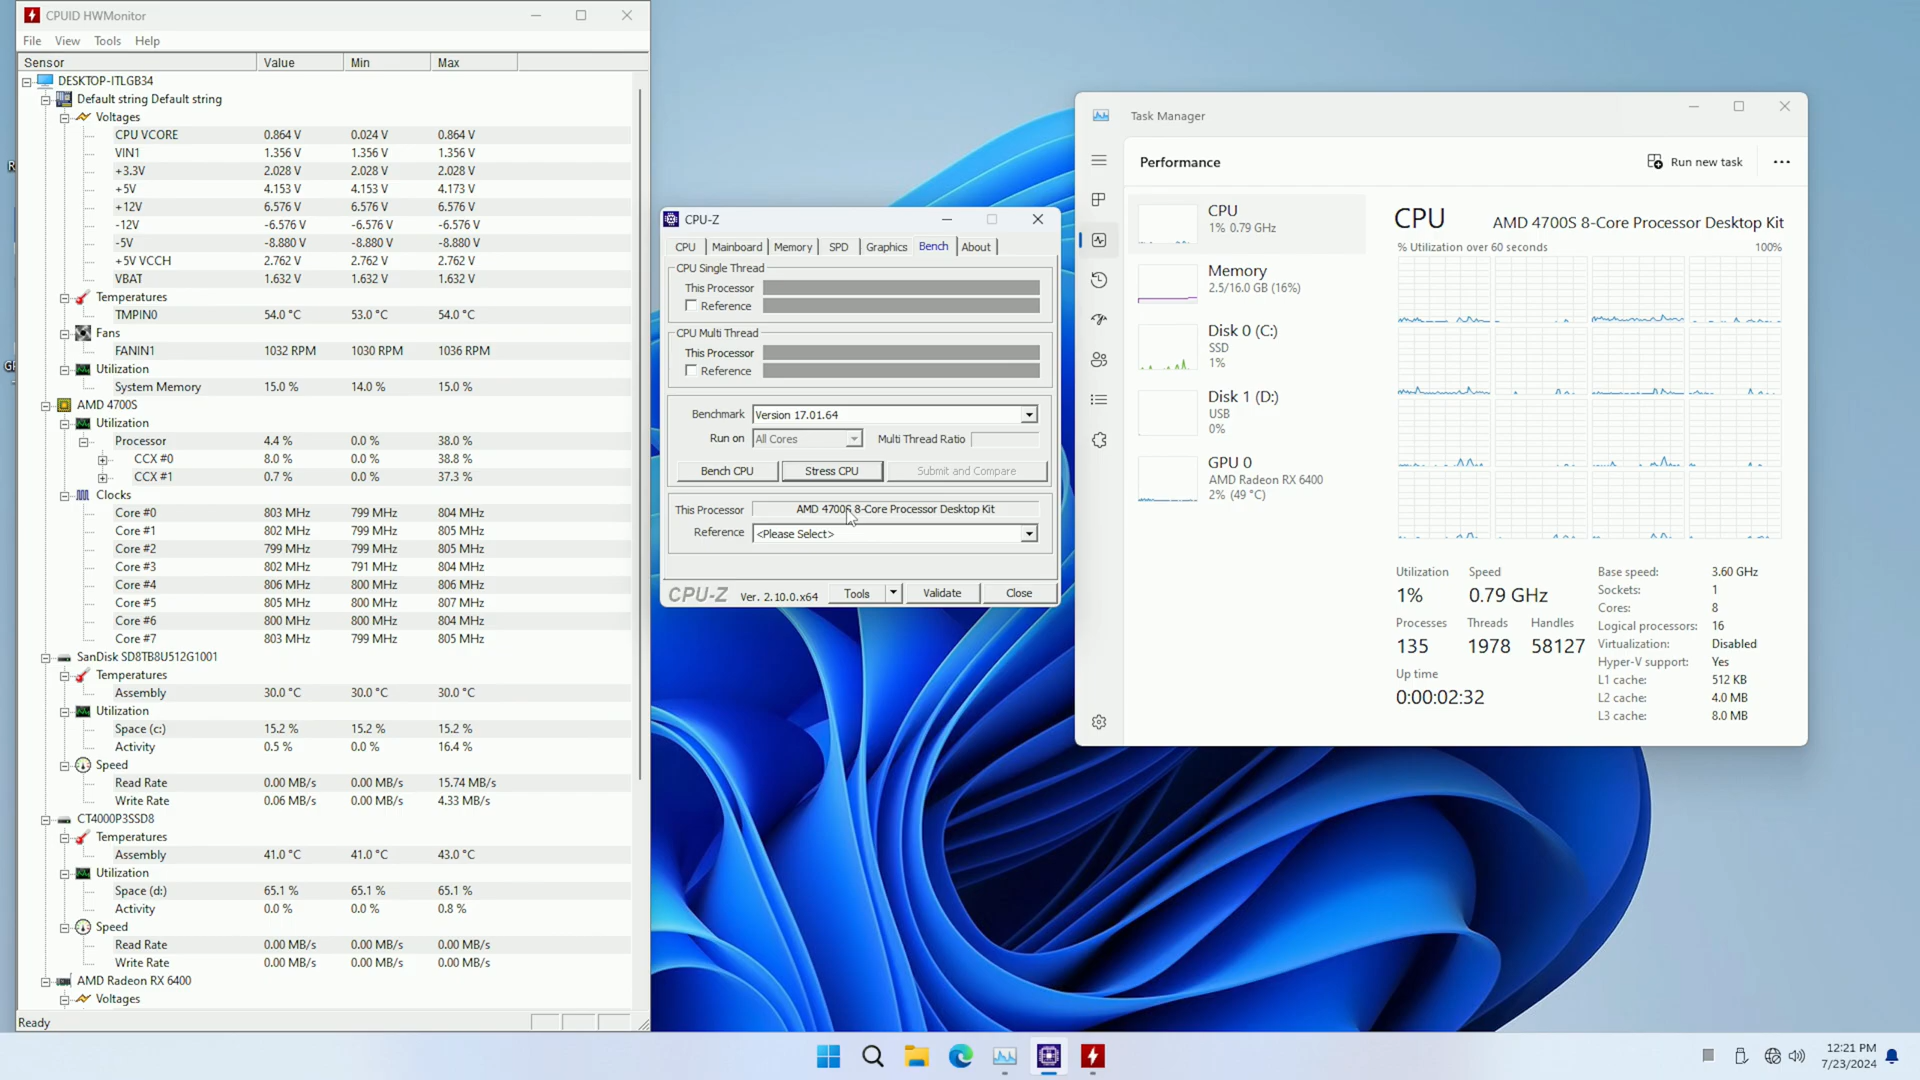 CPUID HWMonitor
File View Tools Help
Sensor Value Min Max
DESKTOP-ITLGB34
Default string Default string
Voltages
CPU VCORE 0.864 V 0.024 V 0.864 V
VIN1 1.356 V 1.356 V 1.356 V
+3.3V 2.028 V 2.028 V 2.028 V
+5V 4.153 V 4.153 V 4.173 V
+12V 6.576 V 6.576 V 6.576 V
-12V -6.576 V -6.576 V -6.576 V
-5V -8.880 V -8.880 V -8.880 V
+5V VCCH 2.762 V 2.762 V 2.762 V
VBAT 1.632 V 1.632 V 1.632 V
Temperatures
TMPIN0 54.0 °C 53.0 °C 54.0 °C
Fans
FANIN1 1032 RPM 1030 RPM 1036 RPM
Utilization
System Memory 15.0 % 14.0 % 15.0 %
AMD 4700S
Utilization
Processor 4.4 % 0.0 % 38.0 %
CCX #0 8.0 % 0.0 % 38.8 %
CCX #1 0.7 % 0.0 % 37.3 %
Clocks
Core #0 803 MHz 799 MHz 804 MHz
Core #1 802 MHz 799 MHz 805 MHz
Core #2 799 MHz 799 MHz 805 MHz
Core #3 802 MHz 791 MHz 804 MHz
Core #4 806 MHz 800 MHz 806 MHz
Core #5 805 MHz 800 MHz 807 MHz
Core #6 800 MHz 800 MHz 804 MHz
Core #7 803 MHz 799 MHz 805 MHz
SanDisk SD8TB8U512G1001
Temperatures
Assembly 30.0 °C 30.0 °C 30.0 °C
Utilization
Space (c:) 15.2 % 15.2 % 15.2 %
Activity 0.5 % 0.0 % 16.4 %
Speed
Read Rate 0.00 MB/s 0.00 MB/s 15.74 MB/s
Write Rate 0.06 MB/s 0.00 MB/s 4.33 MB/s
CT4000P3SSD8
Temperatures
Assembly 41.0 °C 41.0 °C 43.0 °C
Utilization
Space (d:) 65.1 % 65.1 % 65.1 %
Activity 0.0 % 0.0 % 0.8 %
Speed
Read Rate 0.00 MB/s 0.00 MB/s 0.00 MB/s
Write Rate 0.00 MB/s 0.00 MB/s 0.00 MB/s
AMD Radeon RX 6400
Voltages
Ready
CPU-Z
CPU Mainboard Memory SPD Graphics Bench About
CPU Single Thread
This Processor
Reference
CPU Multi Thread
This Processor
Reference
Benchmark Version 17.01.64
Run on All Cores Multi Thread Ratio
Bench CPU Stress CPU Submit and Compare
This Processor AMD 4700S 8-Core Processor Desktop Kit
Reference <Please Select>
CPU-Z Ver. 2.10.0.x64 Tools Validate Close
Task Manager
Performance Run new task
CPU
1% 0.79 GHz
Memory
2.5/16.0 GB (16%)
Disk 0 (C:)
SSD
1%
Disk 1 (D:)
USB
0%
GPU 0
AMD Radeon RX 6400
2% (49 °C)
CPU AMD 4700S 8-Core Processor Desktop Kit
% Utilization over 60 seconds 100%
Utilization Speed
1% 0.79 GHz
Processes Threads Handles
135 1978 58127
Up time
0:00:02:32
Base speed: 3.60 GHz
Sockets: 1
Cores: 8
Logical processors: 16
Virtualization: Disabled
Hyper-V support: Yes
L1 cache: 512 KB
L2 cache: 4.0 MB
L3 cache: 8.0 MB
12:21 PM
7/23/2024